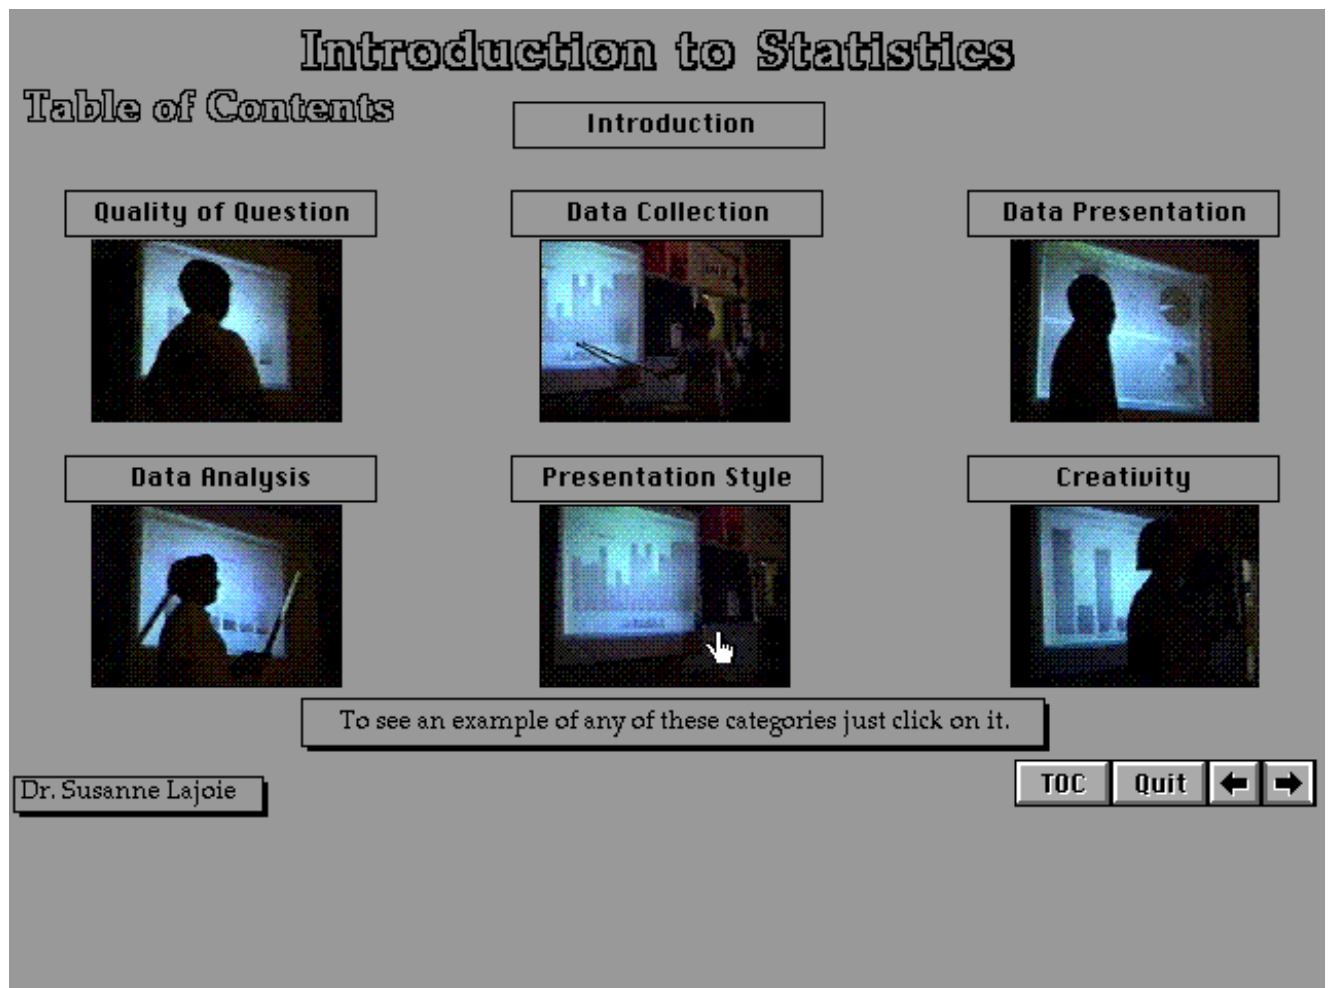 Introduction to Statistics
Table of Contents
Introduction
Quality of Question
Data Collection
Data Presentation
Data Analysis
Presentation Style
Creativity
To see an example of any of these categories just click on it.
Dr. Susanne Lajoie
TOC
Quit